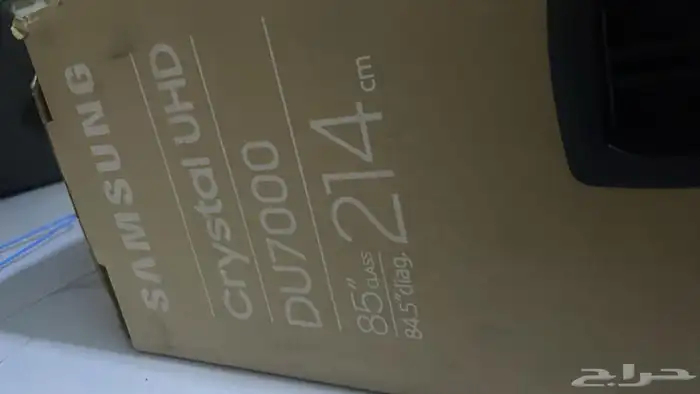 SAMSUNG
Crystal UHD
DU7000
85" CLASS
84.5" diag.
214 cm
حراج